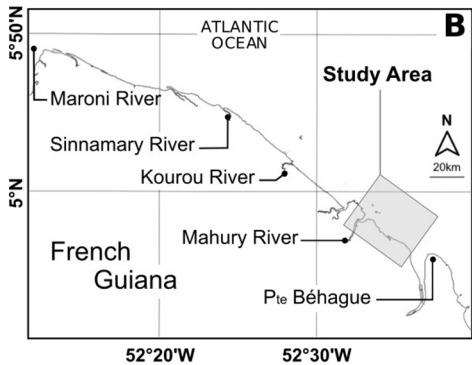 5°50'N
ATLANTIC
OCEAN
B
Study Area
Maroni River
N
Sinnamary River
20km
Kourou River
5°N
Mahury River
French
Guiana
Pte Béhague
52°20'W
52°30'W